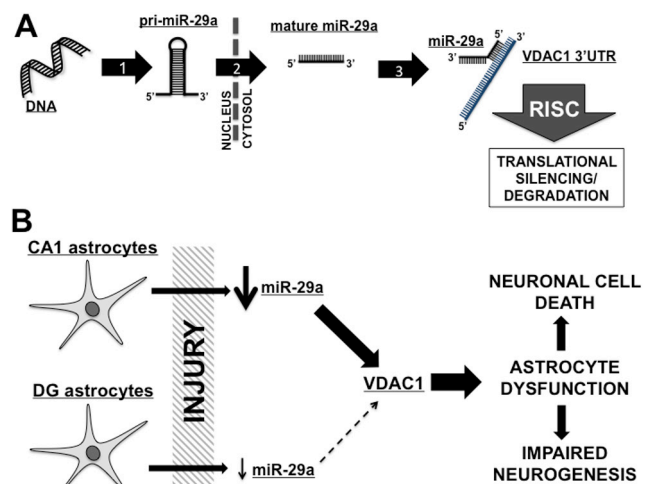 A
pri-miR-29a
mature miR-29a
miR-29a
5'
VDAC1 3'UTR
DNA
1
2
3
5'
3'
5'
3'
3'
5'
NUCLEUS
CYTOSOL
RISC
TRANSLATIONAL
SILENCING/
DEGRADATION
B
CA1 astrocytes
INJURY
miR-29a
VDAC1
NEURONAL CELL
DEATH
ASTROCYTE
DYSFUNCTION
IMPAIRED
NEUROGENESIS
DG astrocytes
miR-29a